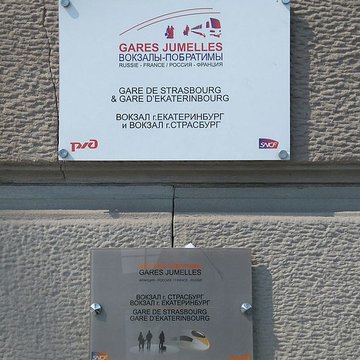 GARES JUMELLES
ВОКЗАЛЫ-ПОБРАТИМЫ
RUSSIE - FRANCE / РОССИЯ - ФРАНЦИЯ
GARE DE STRASBOURG
& GARE D'EKATERINBOURG
ВОКЗАЛ г.ЕКАТЕРИНБУРГ
и ВОКЗАЛ г.СТРАСБУРГ
РЖД
SNCF
GARES JUMELLES
ВОКЗАЛ г. СТРАСБУРГ
ВОКЗАЛ г. ЕКАТЕРИНБУРГ
GARE DE STRASBOURG
GARE D'EKATERINBOURG